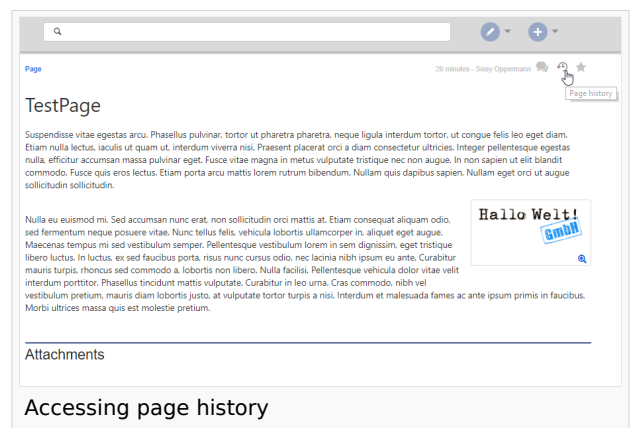 Page
20 minutes - Sissy Oppermann
Page history
TestPage
Suspendisse vitae egestas arcu. Phasellus pulvinar, tortor ut pharetra pharetra, neque ligula interdum tortor, ut congue felis leo eget diam.
Etiam nulla lectus, iaculis ut quam ut, interdum viverra nisi. Praesent placerat orci a diam consectetur ultricies. Integer pellentesque egestas
nulla, efficitur accumsan massa pulvinar eget. Fusce vitae magna in metus vulputate tristique nec non augue. In non sapien ut elit blandit
commodo. Fusce quis eros lectus. Etiam porta arcu mattis lorem rutrum bibendum. Nullam quis dapibus sapien. Nullam eget orci ut augue
sollicitudin sollicitudin.
Nulla eu euismod mi. Sed accumsan nunc erat, non sollicitudin orci mattis at. Etiam consequat aliquam odio,
sed fermentum neque posuere vitae. Nunc tellus felis, vehicula lobortis ullamcorper in, aliquet eget augue.
Maecenas tempus mi sed vestibulum semper. Pellentesque vestibulum lorem in sem dignissim, eget tristique
libero luctus. In luctus, ex sed faucibus porta, risus nunc cursus odio, nec lacinia nibh ipsum eu ante. Curabitur
mauris turpis, rhoncus sed commodo a, lobortis non libero. Nulla facilisi. Pellentesque vehicula dolor vitae velit
interdum porttitor. Phasellus tincidunt mattis vulputate. Curabitur in leo urna. Cras commodo, nibh vel
vestibulum pretium, mauris diam lobortis justo, at vulputate tortor turpis a nisi. Interdum et malesuada fames ac ante ipsum primis in faucibus.
Morbi ultrices massa quis est molestie pretium.
Hallo Welt!
GmbH
Attachments
Accessing page history